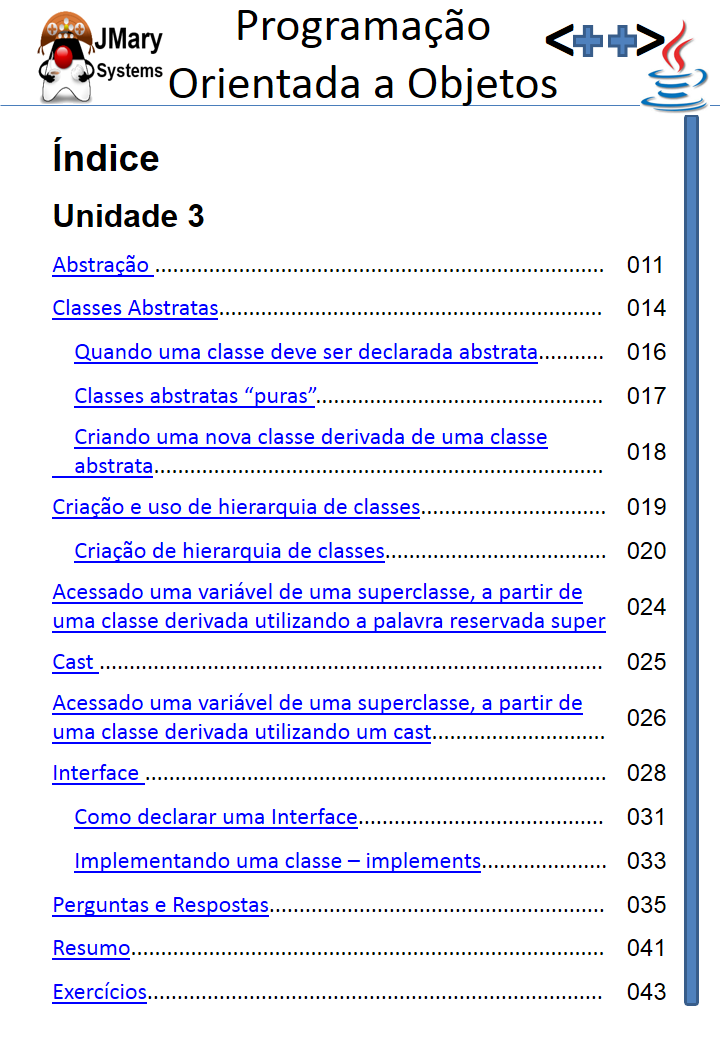 JMary
Systems
Programação
Orientada a Objetos
<++>
Índice
Unidade 3
Abstração ........................................................................... 011
Classes Abstratas................................................................ 014
Quando uma classe deve ser declarada abstrata........... 016
Classes abstratas “puras”................................................ 017
Criando uma nova classe derivada de uma classe
abstrata........................................................................... 018
Criação e uso de hierarquia de classes............................... 019
Criação de hierarquia de classes..................................... 020
Acessado uma variável de uma superclasse, a partir de
uma classe derivada utilizando a palavra reservada super 024
Cast .................................................................................... 025
Acessado uma variável de uma superclasse, a partir de
uma classe derivada utilizando um cast............................. 026
Interface ............................................................................. 028
Como declarar uma Interface......................................... 031
Implementando uma classe – implements..................... 033
Perguntas e Respostas........................................................ 035
Resumo............................................................................... 041
Exercícios............................................................................ 043